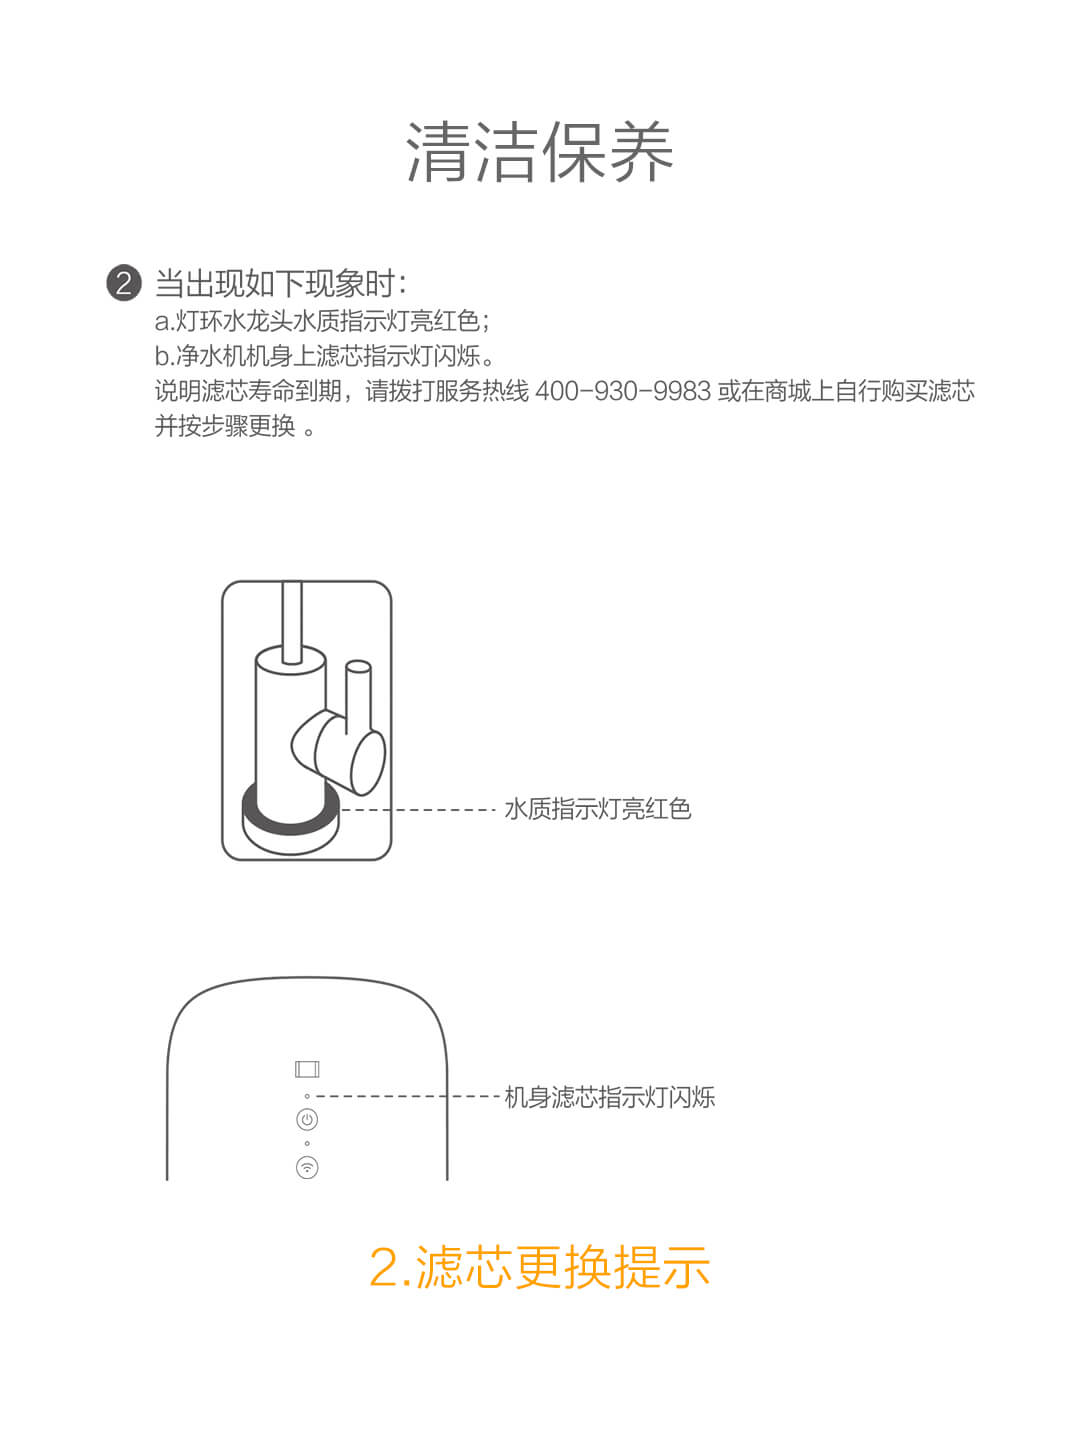 清洁保养
2 当出现如下现象时：
a.灯环水龙头水质指示灯亮红色；
b.净水机机身上滤芯指示灯闪烁。
说明滤芯寿命到期，请拨打服务热线 400-930-9983 或在商城上自行购买滤芯
并按步骤更换 。
水质指示灯亮红色
机身滤芯指示灯闪烁
2.滤芯更换提示